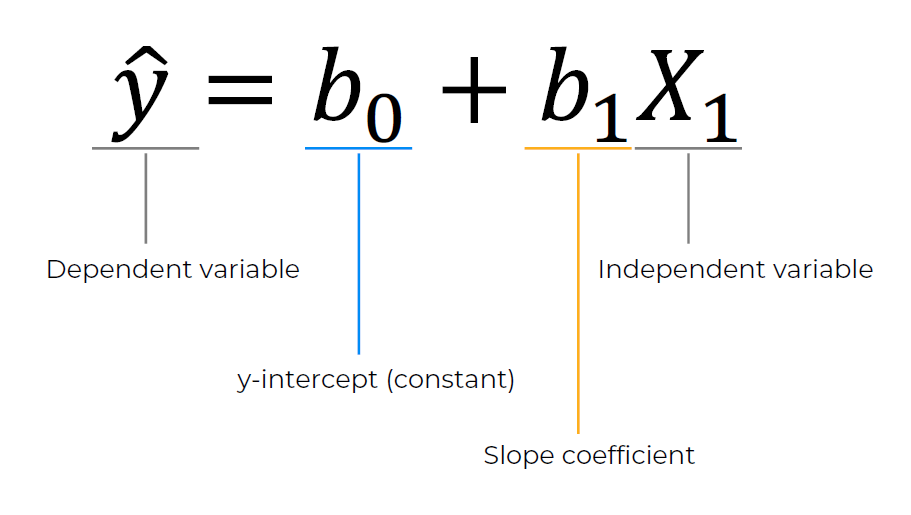 ŷ = b₀ + b₁X₁
Dependent variable
Independent variable
y-intercept (constant)
Slope coefficient